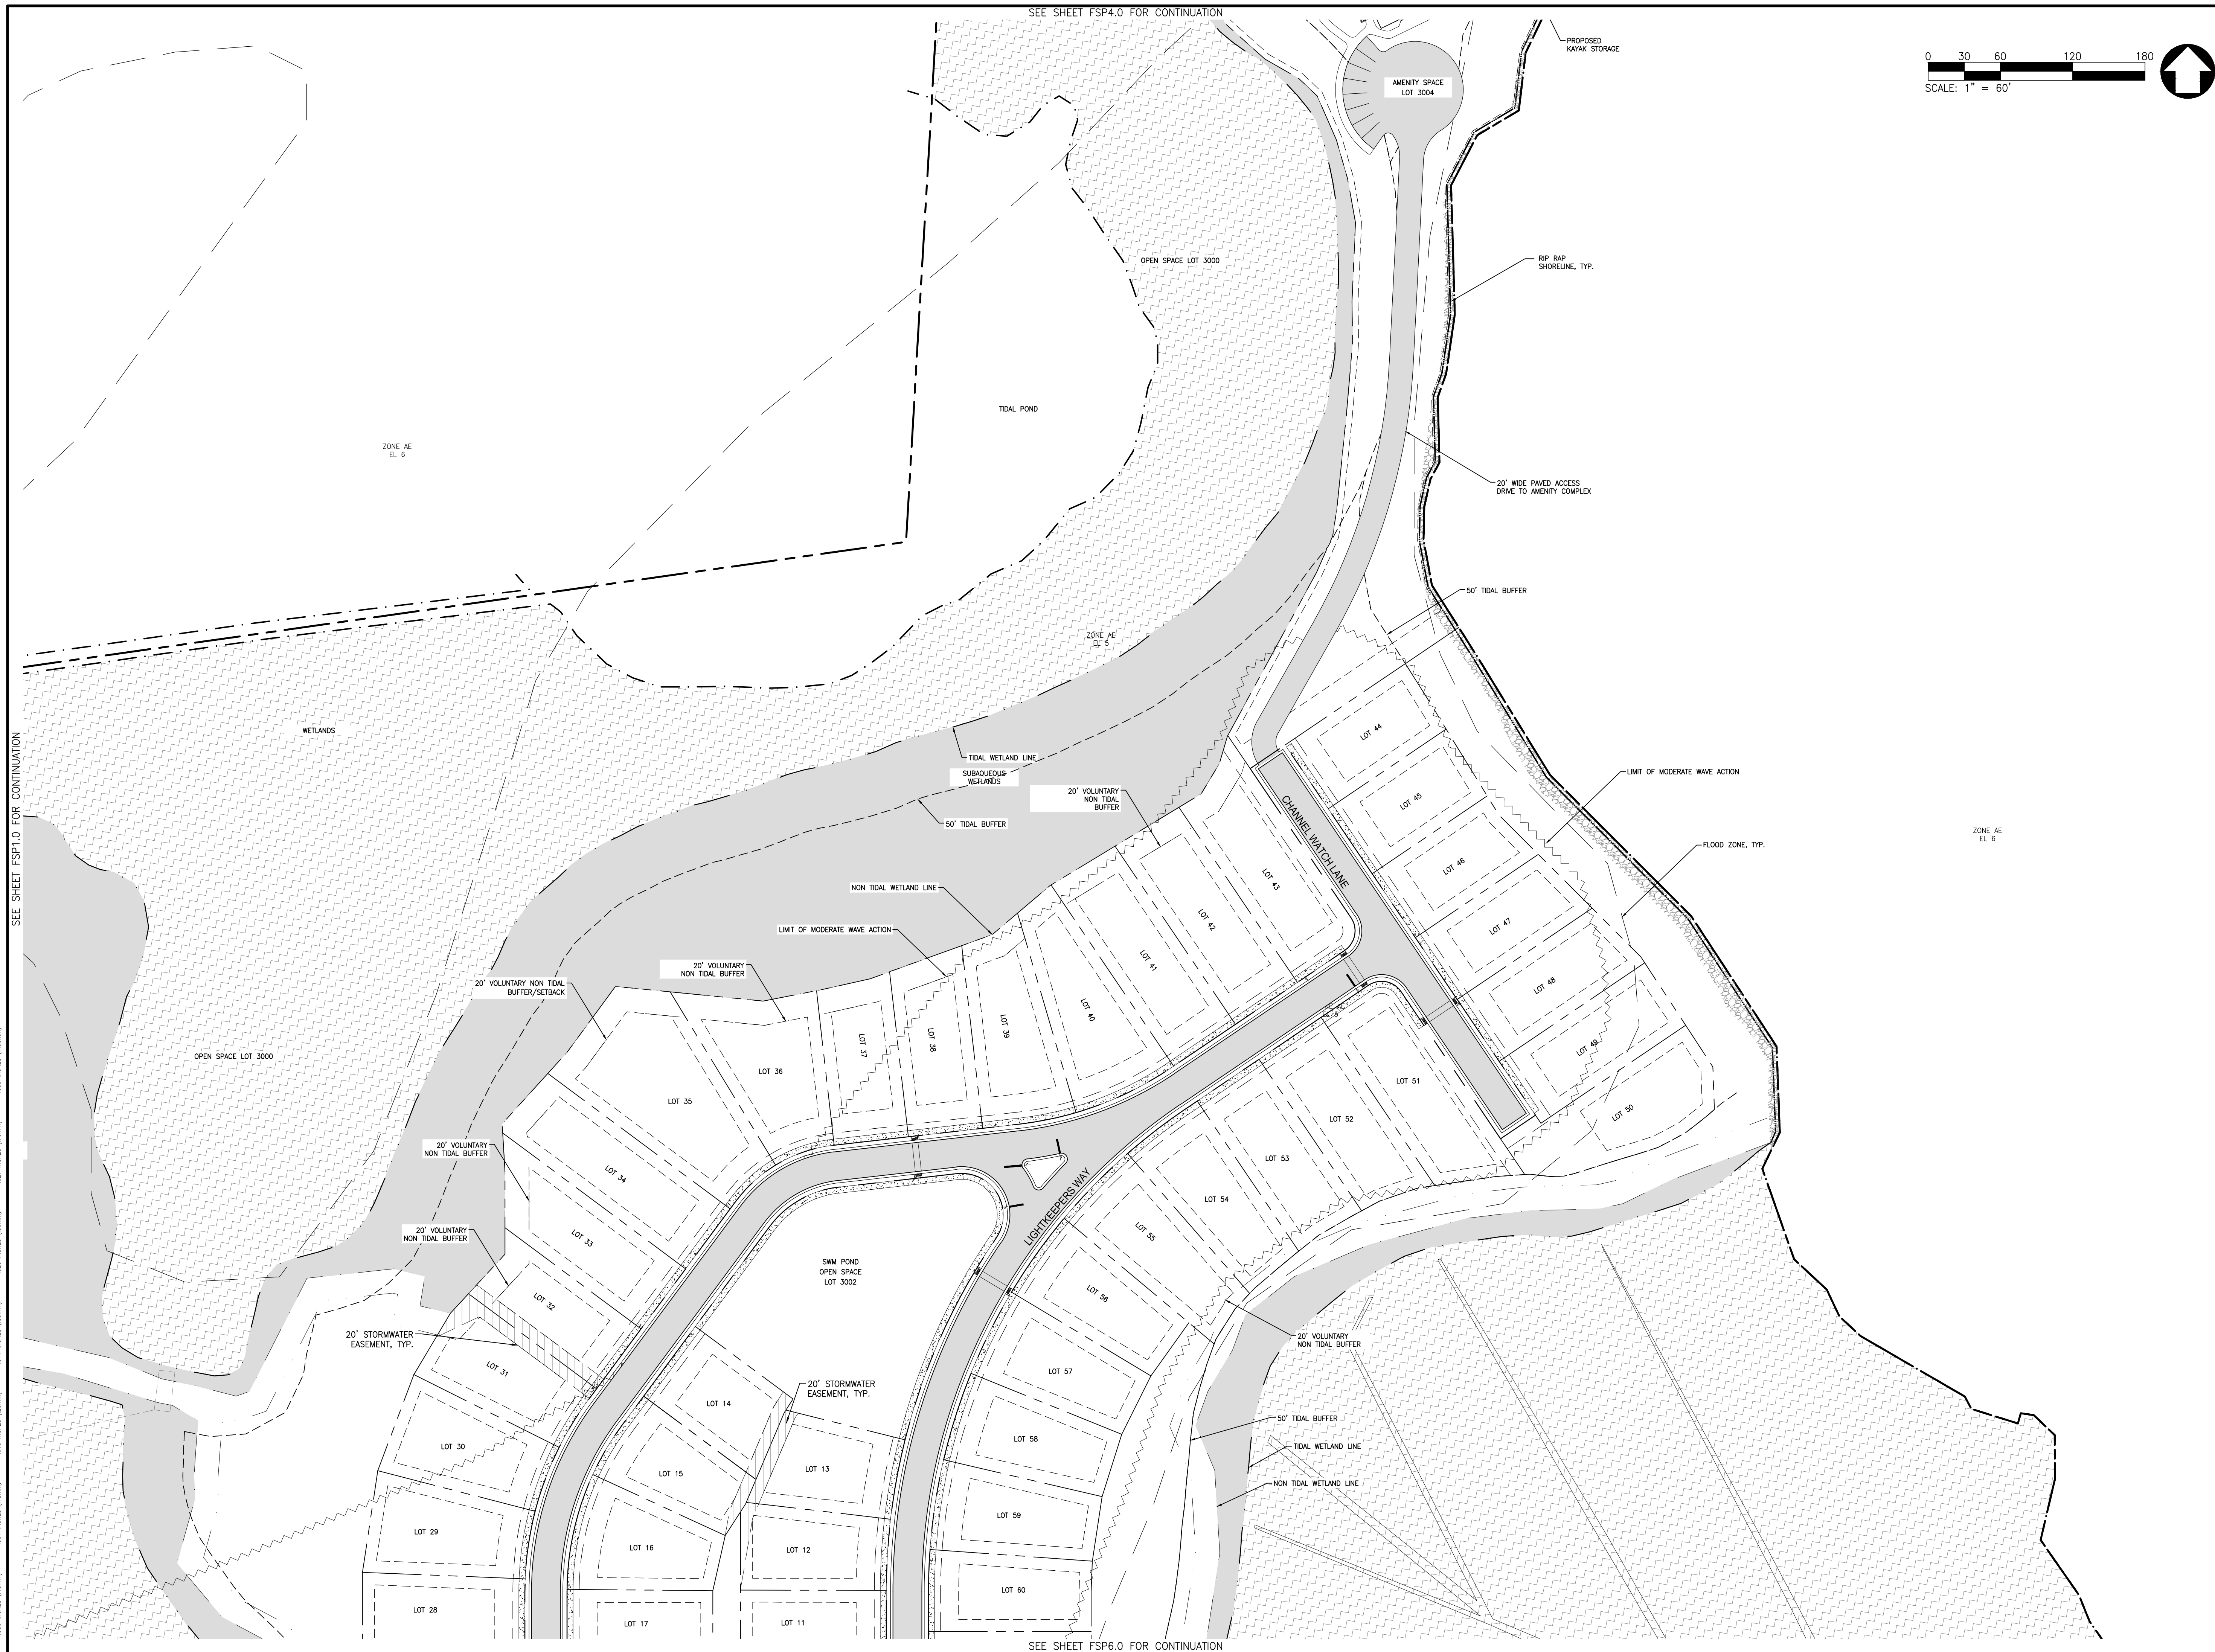 SEE SHEET FSP4.0 FOR CONTINUATION
PROPOSED
KAYAK STORAGE
0 30 60 120 180
SCALE: 1" = 60'
AMENITY SPACE
LOT 3004
OPEN SPACE LOT 3000
RIP RAP
SHORELINE, TYP.
TIDAL POND
ZONE AE
EL 6
20' WIDE PAVED ACCESS
DRIVE TO AMENITY COMPLEX
50' TIDAL BUFFER
ZONE AE
EL 5
WETLANDS
LOT 44
TIDAL WETLAND LINE
SUBAQUEOUS
WETLANDS
LIMIT OF MODERATE WAVE ACTION
20' VOLUNTARY
NON TIDAL
BUFFER
LOT 45
CHANNEL WATCH LANE
50' TIDAL BUFFER
ZONE AE
EL 6
FLOOD ZONE, TYP.
SEE SHEET FSP1.0 FOR CONTINUATION
LOT 46
LOT 43
NON TIDAL WETLAND LINE
LOT 42
LOT 47
LIMIT OF MODERATE WAVE ACTION
LOT 41
20' VOLUNTARY
NON TIDAL BUFFER
20' VOLUNTARY NON TIDAL
BUFFER/SETBACK
LOT 48
LOT 40
LOT 39
LOT 38
LOT 37
LOT 49
OPEN SPACE LOT 3000
LOT 36
LOT 51
LOT 35
LOT 50
LOT 52
20' VOLUNTARY
NON TIDAL BUFFER
LOT 53
LOT 34
LOT 54
LIGHTKEEPERS WAY
20' VOLUNTARY
NON TIDAL BUFFER
LOT 33
LOT 55
SWM POND
OPEN SPACE
LOT 3002
LOT 56
LOT 32
20' STORMWATER
EASEMENT, TYP.
20' VOLUNTARY
NON TIDAL BUFFER
LOT 31
LOT 57
20' STORMWATER
EASEMENT, TYP.
LOT 14
50' TIDAL BUFFER
LOT 58
LOT 30
TIDAL WETLAND LINE
LOT 15
LOT 13
NON TIDAL WETLAND LINE
LOT 59
LOT 29
LOT 16
LOT 12
LOT 60
LOT 28
LOT 17
LOT 11
SEE SHEET FSP6.0 FOR CONTINUATION